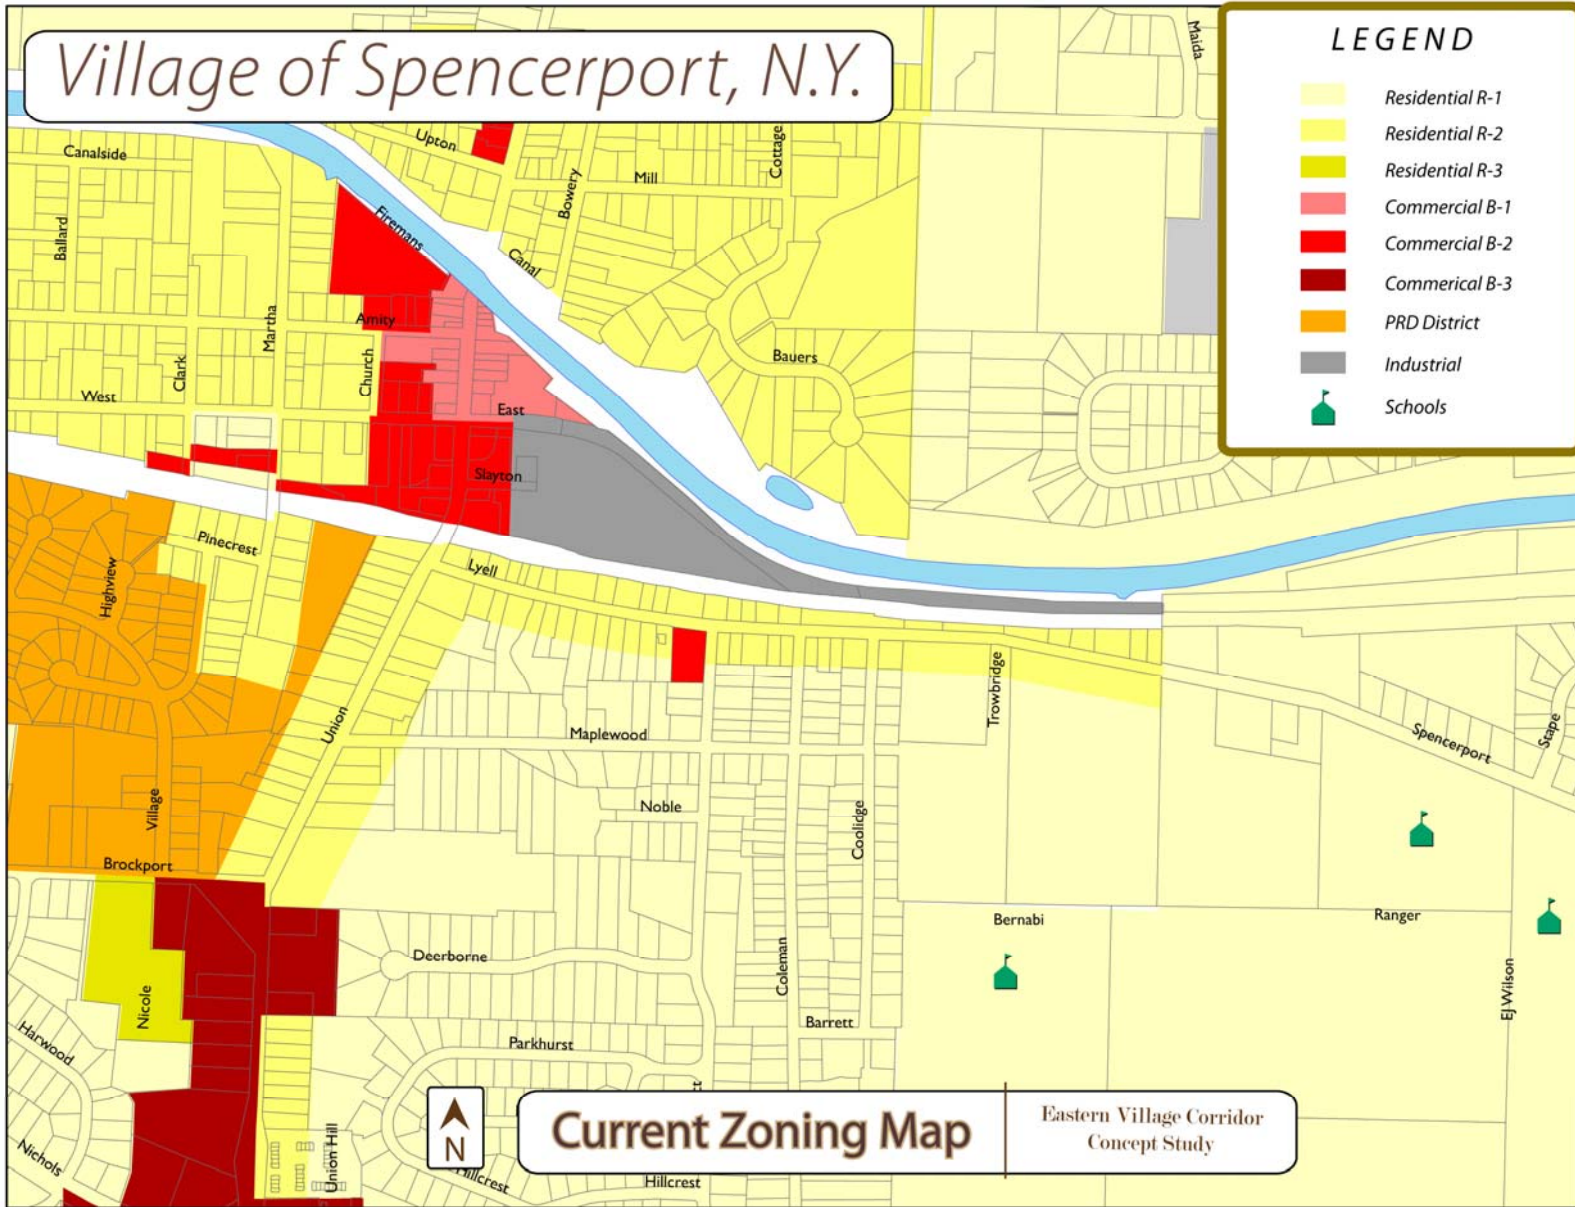 Village of Spencerport, N.Y.
LEGEND
Residential R-1
Residential R-2
Residential R-3
Commercial B-1
Commercial B-2
Commerical B-3
PRD District
Industrial
Schools
Maida
Upton
Canalside
Mill
Cottage
Bowery
Ballard
Firemans
Canal
Martha
Amity
Church
Clark
Bauers
West
East
Slayton
Pinecrest
Highview
Lyell
Trowbridge
Union
Maplewood
Spencerport
Stape
Village
Noble
Coolidge
Brockport
Bernabi
Ranger
Deerborne
Coleman
EJ Wilson
Nicole
Barrett
Harwood
Parkhurst
tt
Union Hill
Nichols
Hillcrest
Hillcrest
N
Current Zoning Map
Eastern Village Corridor
Concept Study